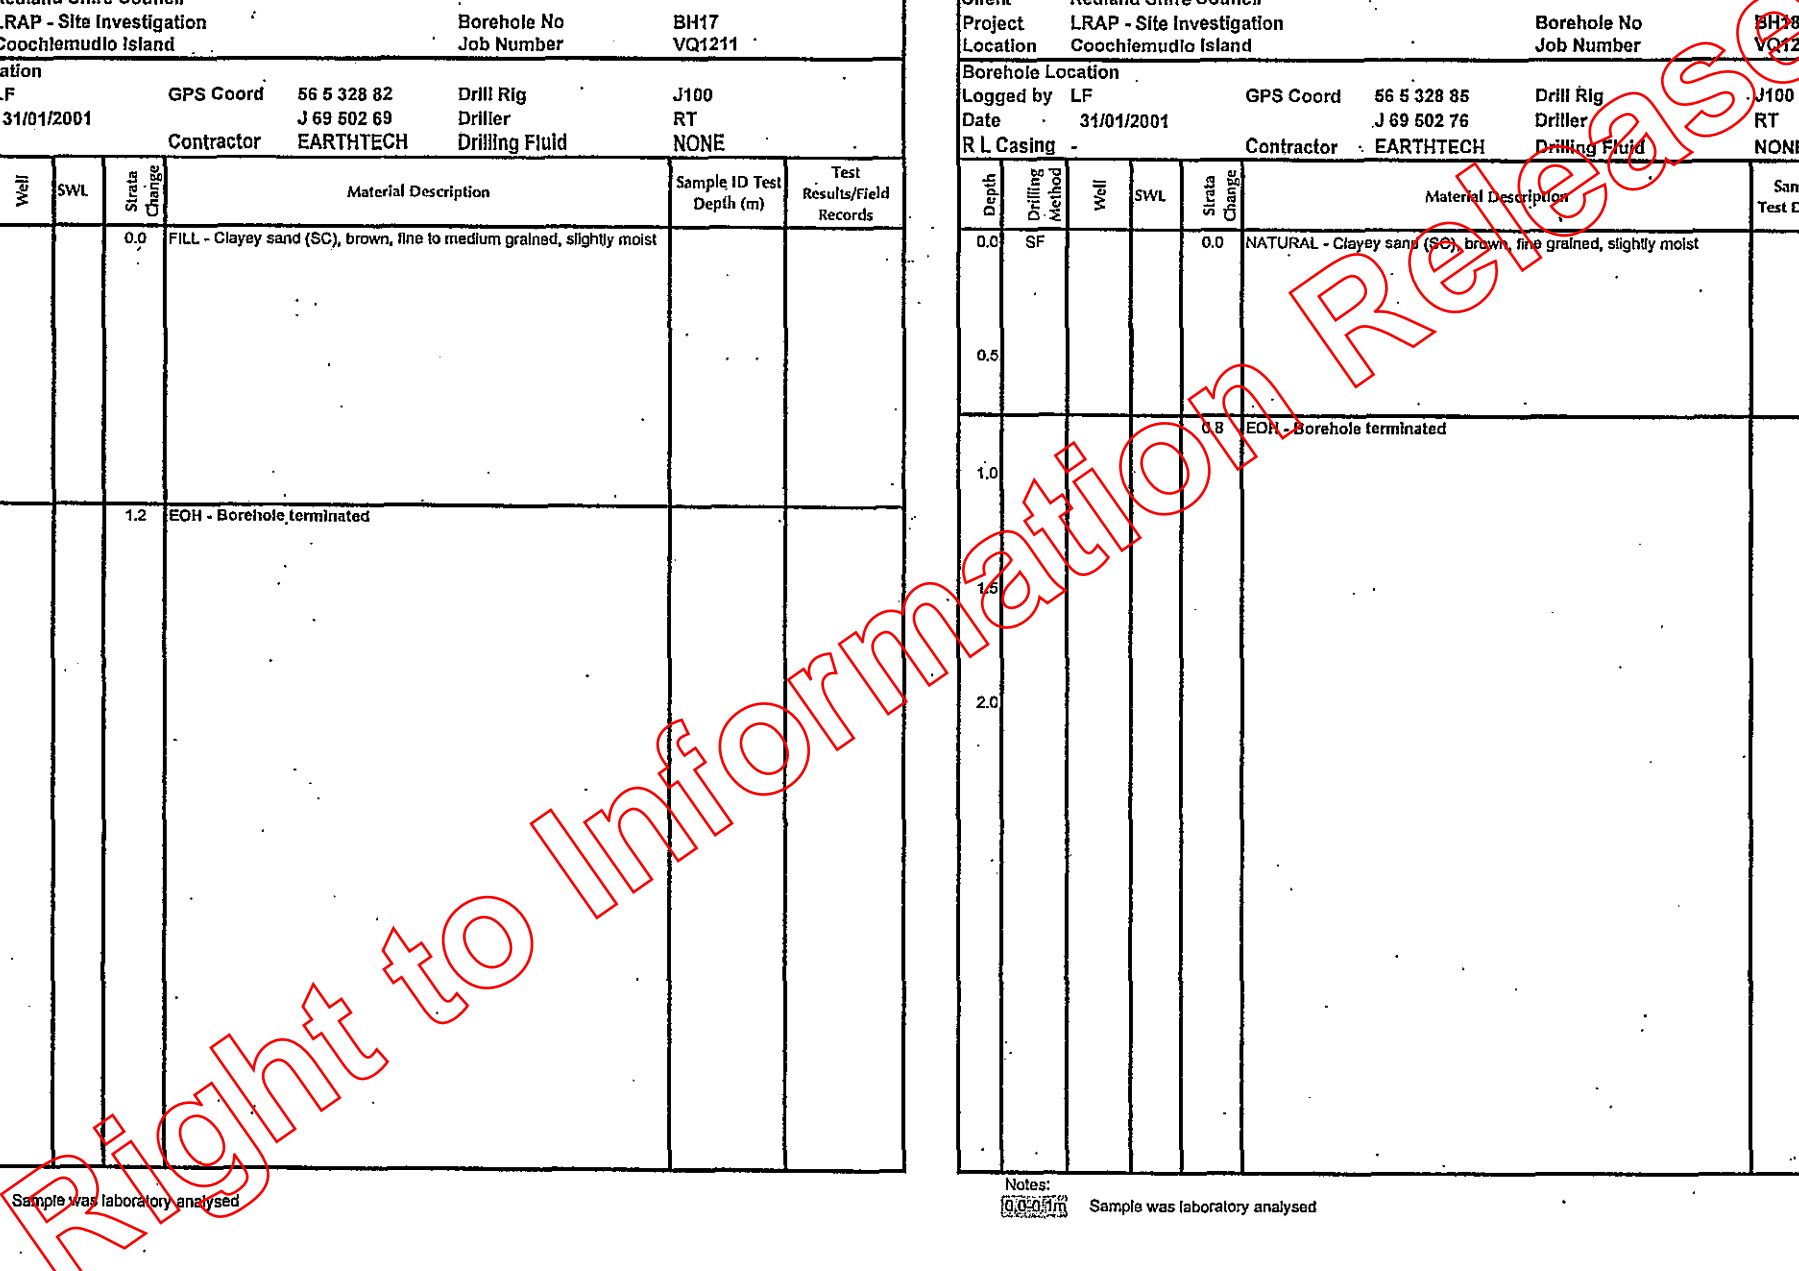 LRAP - Site Investigation Borehole No BH17
Coochiemudlo Island Job Number VQ1211
ation
LF GPS Coord 56 5 328 82 Drill Rig J100
31/01/2001 J 69 502 69 Driller RT
Contractor EARTHTECH Drilling Fluid NONE
Well SWL Strata Change Material Description Sample ID Test Depth (m) Test Results/Field Records
0.0 FILL - Clayey sand (SC), brown, fine to medium grained, slightly moist
1.2 EOH - Borehole terminated
Sample was laboratory analysed
Client Redland Shire Council
Project LRAP - Site Investigation Borehole No BH18
Location Coochiemudlo Island Job Number VQ12
Borehole Location
Logged by LF GPS Coord 56 5 328 85 Drill Rig J100
Date 31/01/2001 J 69 502 76 Driller RT
R L Casing - Contractor EARTHTECH Drilling Fluid NONE
Depth Drilling Method Well SWL Strata Change Material Description Sam
Test D
0.0 SF 0.0 NATURAL - Clayey sand (SC), brown, fine grained, slightly moist
0.5
0.8 EOH - Borehole terminated
1.0
1.5
2.0
Notes:
0.0-0.1m Sample was laboratory analysed
Right to Information Release